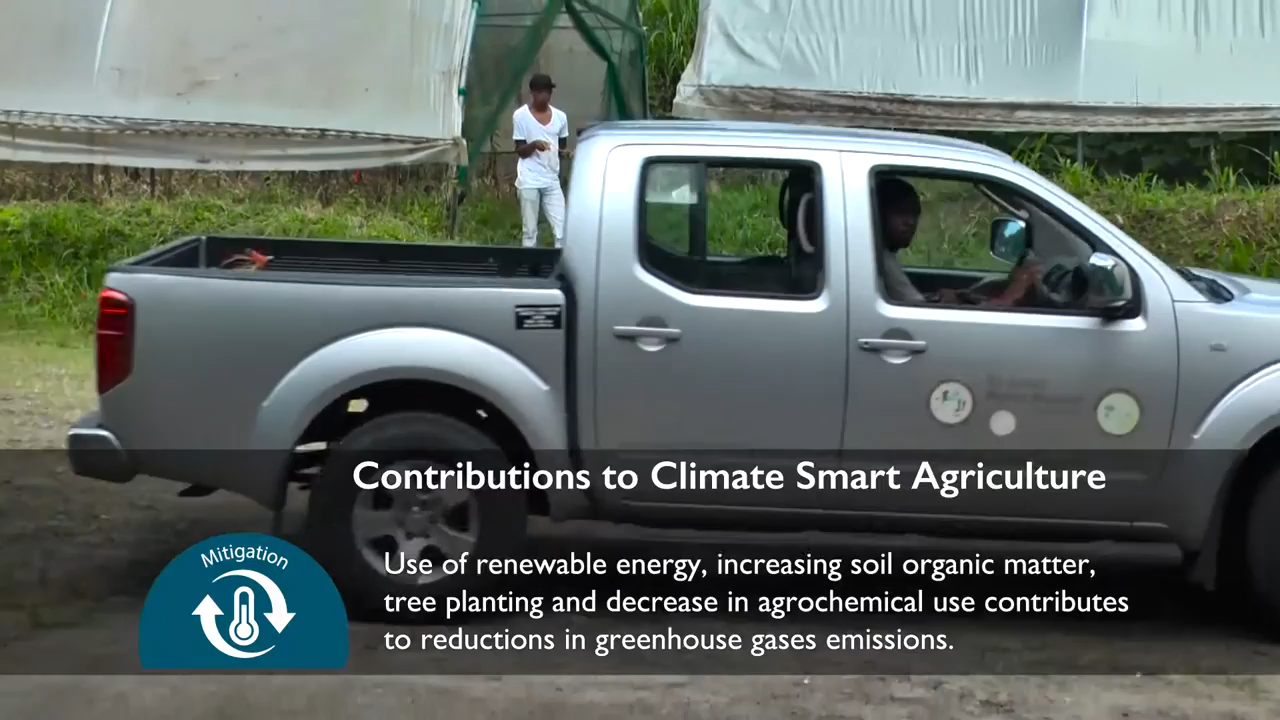 Contributions to Climate Smart Agriculture
Mitigation
Use of renewable energy, increasing soil organic matter,
tree planting and decrease in agrochemical use contributes
to reductions in greenhouse gases emissions.